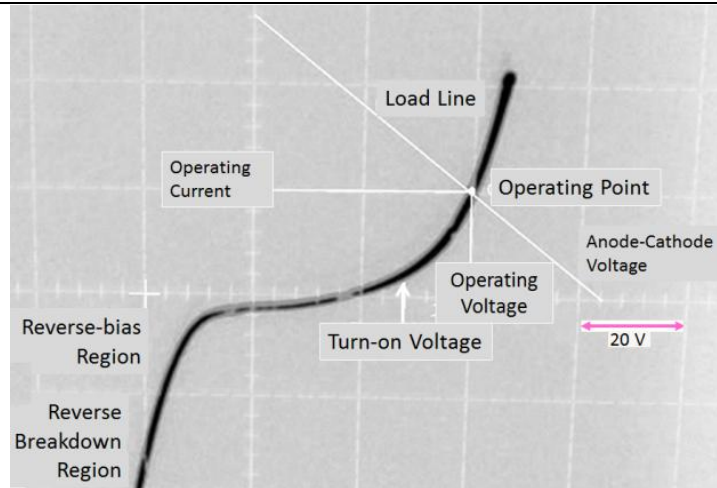 Load Line
Operating
Current
Operating Point
Anode-Cathode
Voltage
Operating
Voltage
Turn-on Voltage
20 V
Reverse-bias
Region
Reverse
Breakdown
Region